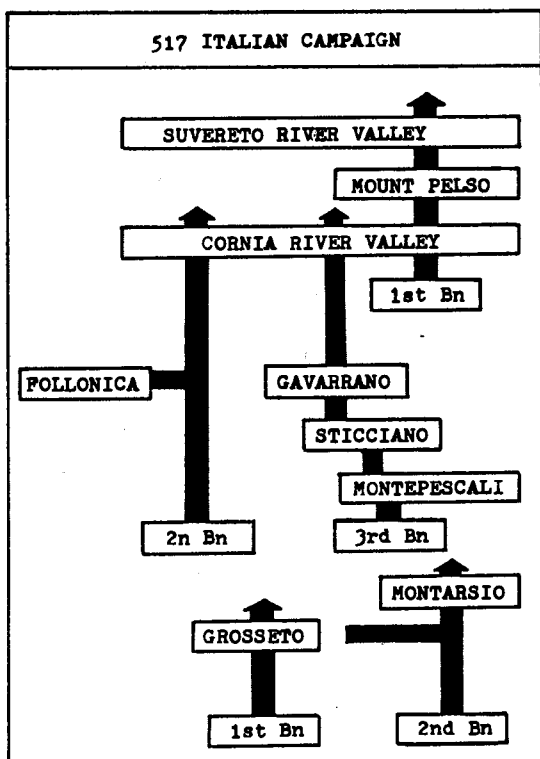 517 ITALIAN CAMPAIGN
SUVERETO RIVER VALLEY
MOUNT PELSO
CORNIA RIVER VALLEY
1st Bn
FOLLONICA
GAVARRANO
STICCIANO
MONTEPESCALI
2n Bn
3rd Bn
MONTARSIO
GROSSETO
1st Bn
2nd Bn